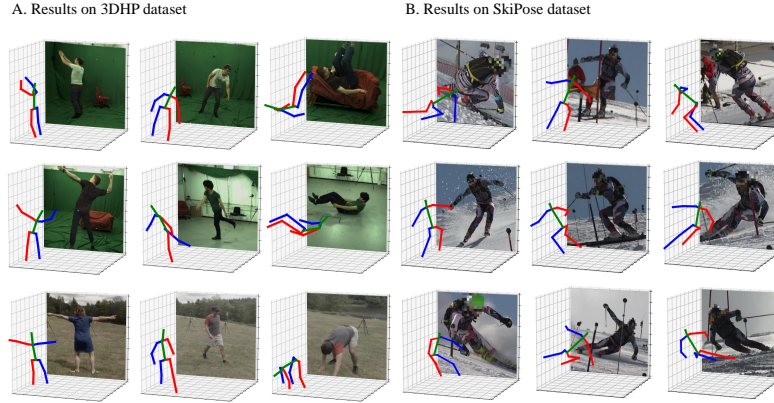 A. Results on 3DHP dataset
B. Results on SkiPose dataset